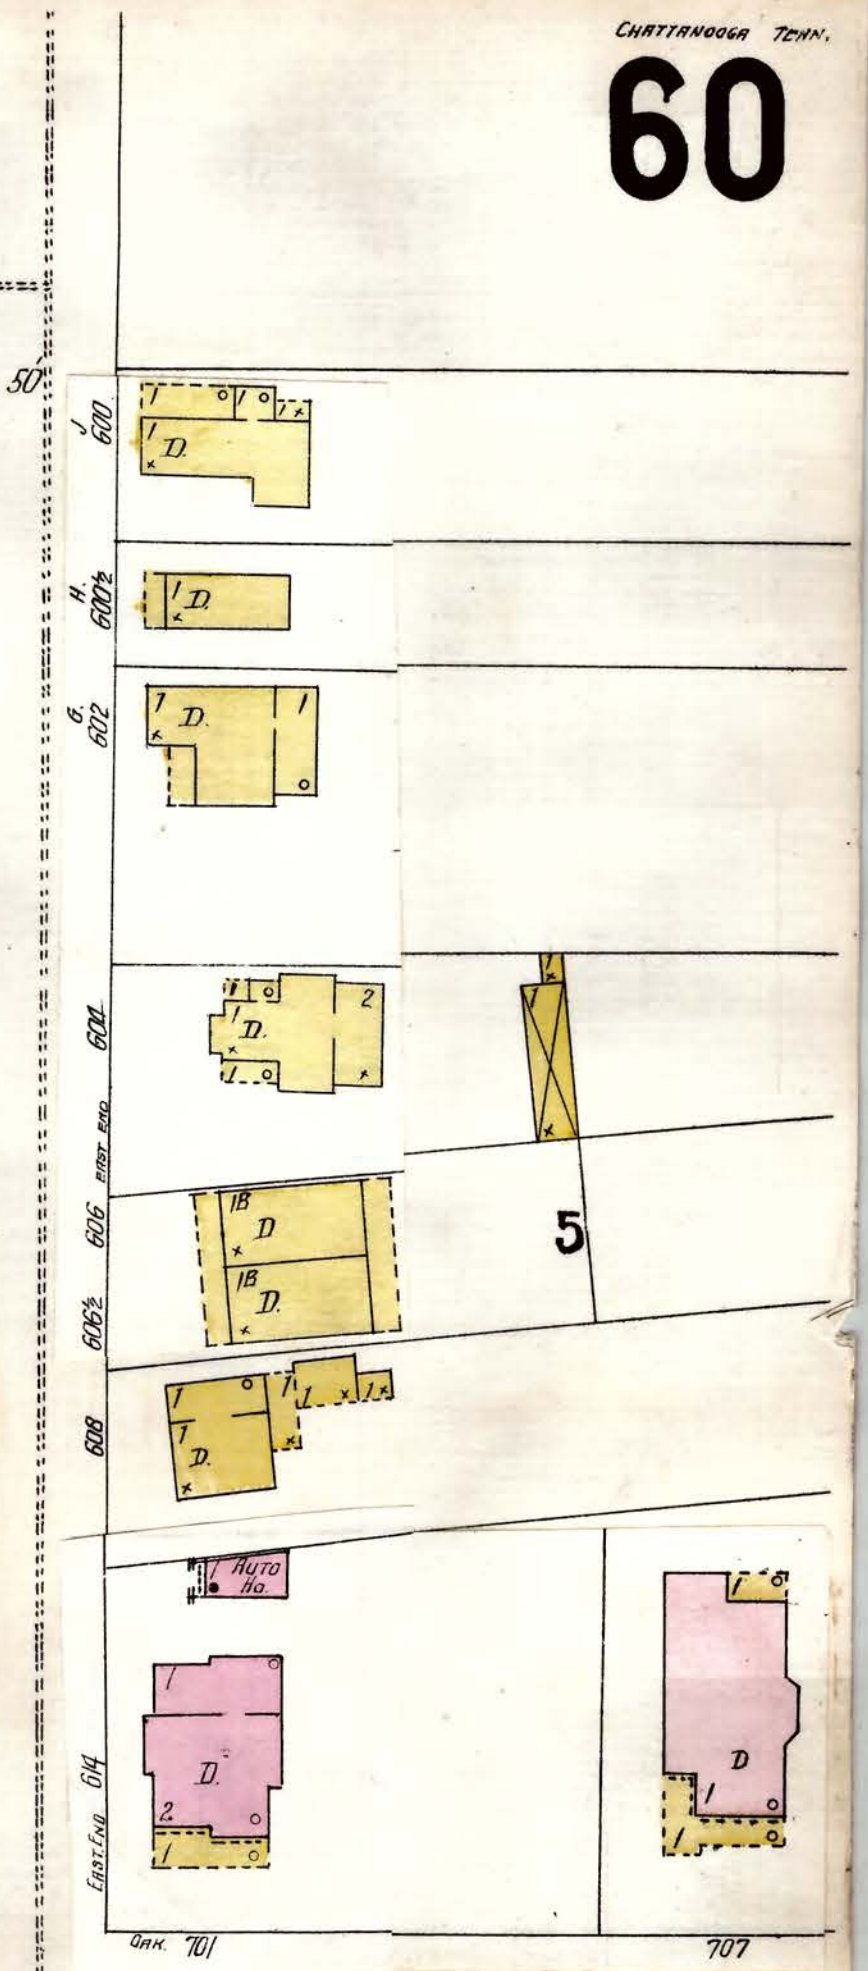 CHATTANOOGA TENN.
60
50'
J
600
1
1
1
1
D.
H.
600½
1
D.
G.
602
1
D.
1
604
1
2
1
D.
1
1
1
EAST END
606
1B
D
5
606½
1B
D.
608
1
1
1
1
1
D.
1
AUTO
Ho.
1
1
D.
D
2
1
1
1
EAST. END 614
OAK. 701
707